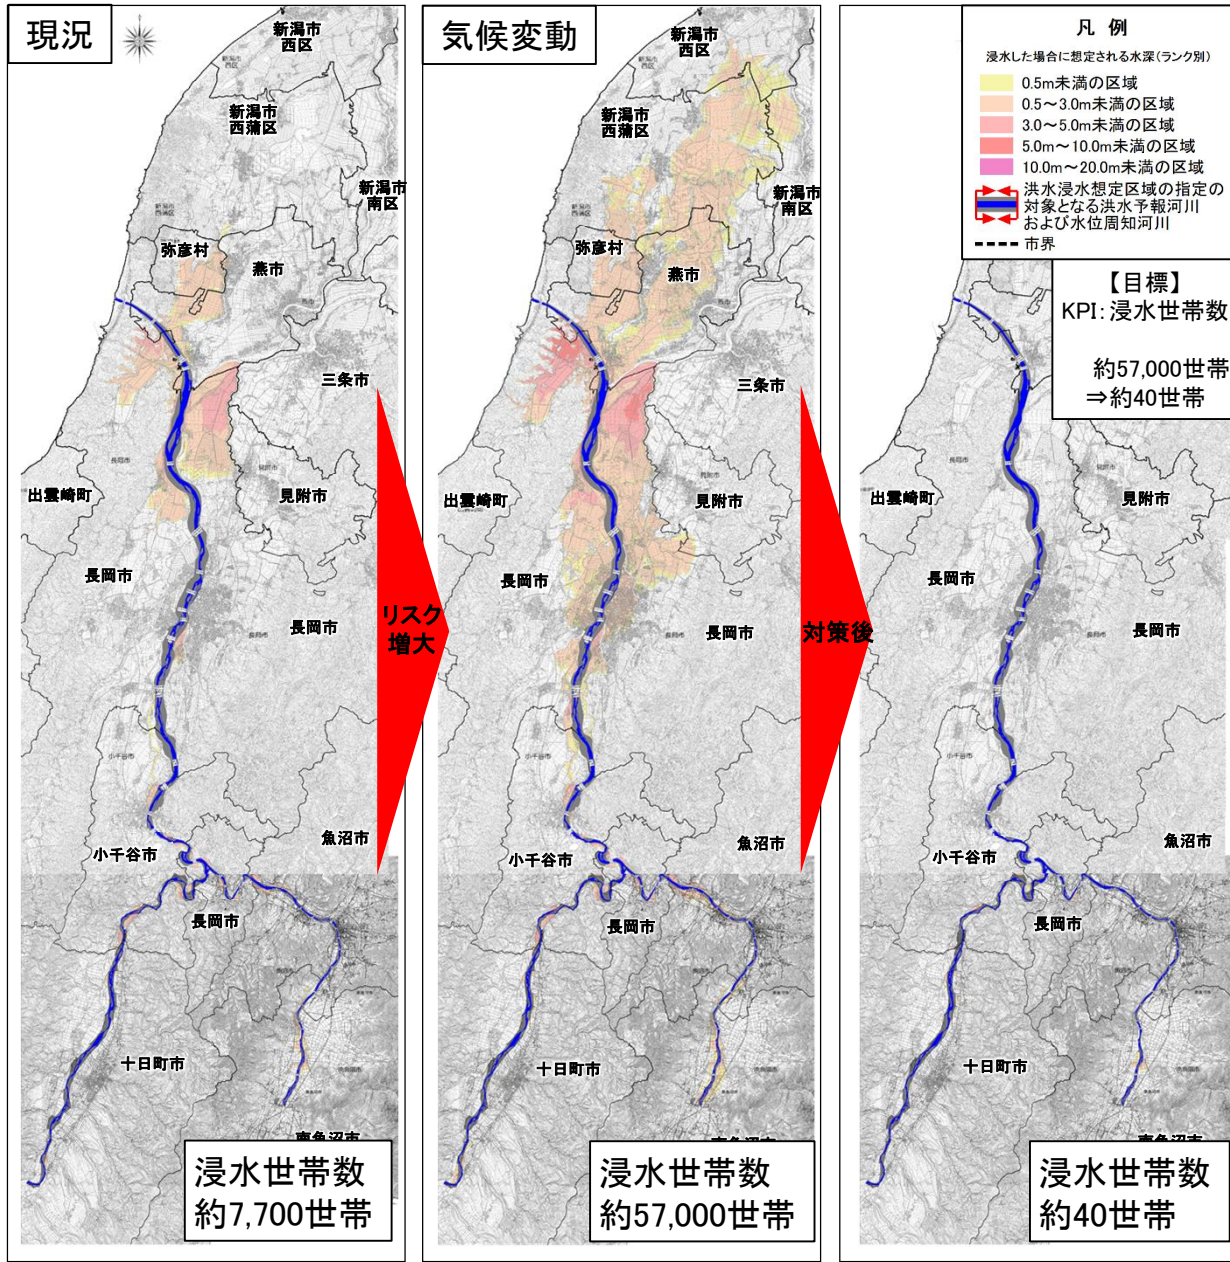 現況
新潟市
西区
新潟市
西蒲区
新潟市
南区
弥彦村
燕市
三条市
出雲崎町
見附市
長岡市
長岡市
小千谷市
魚沼市
長岡市
十日町市
南魚沼市
浸水世帯数
約7,700世帯
リスク
増大
気候変動
新潟市
西区
新潟市
西蒲区
新潟市
南区
弥彦村
燕市
三条市
出雲崎町
見附市
長岡市
長岡市
小千谷市
魚沼市
長岡市
十日町市
南魚沼市
浸水世帯数
約57,000世帯
対策後
凡 例
浸水した場合に想定される水深(ランク別)
0.5m未満の区域
0.5～3.0m未満の区域
3.0～5.0m未満の区域
5.0m～10.0m未満の区域
10.0m～20.0m未満の区域
洪水浸水想定区域の指定の
対象となる洪水予報河川
および水位周知河川
市界
【目標】
KPI: 浸水世帯数
約57,000世帯
⇒約40世帯
出雲崎町
見附市
長岡市
長岡市
小千谷市
魚沼市
長岡市
十日町市
南魚沼市
浸水世帯数
約40世帯